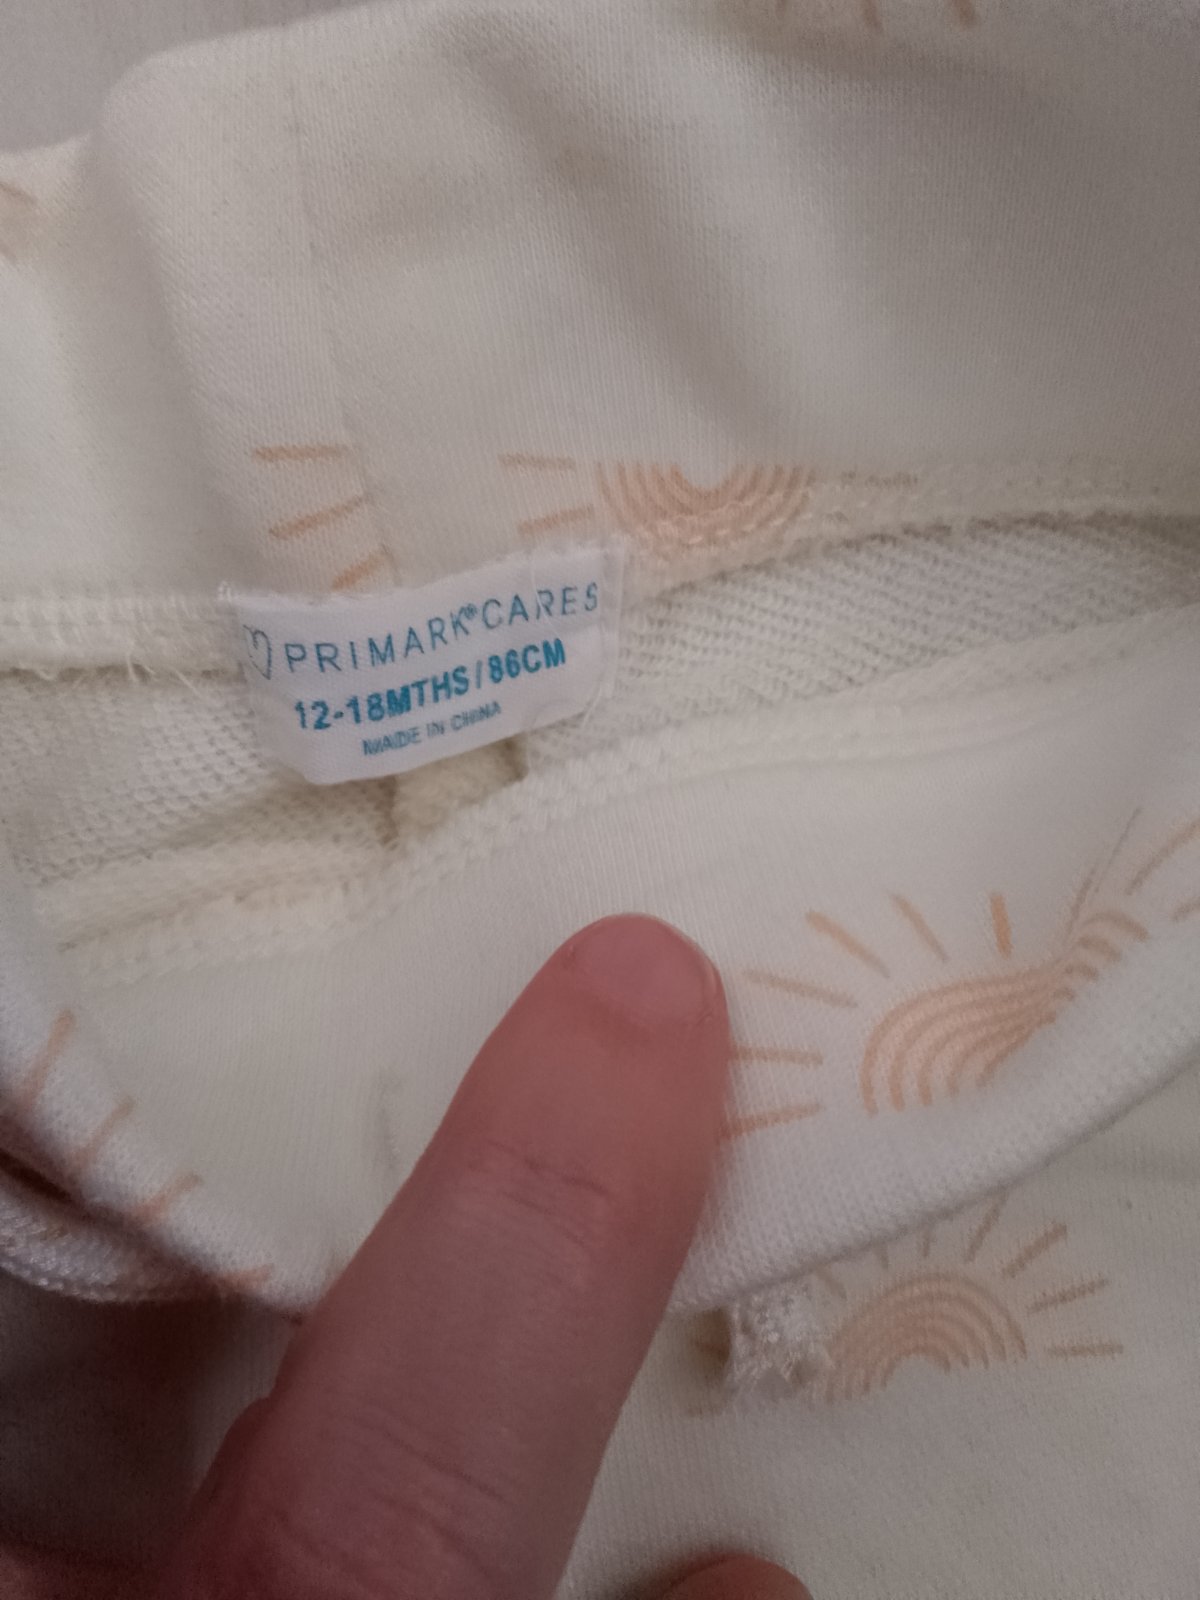 PRIMARK®CARES
12-18MTHS/86CM
MADE IN CHINA